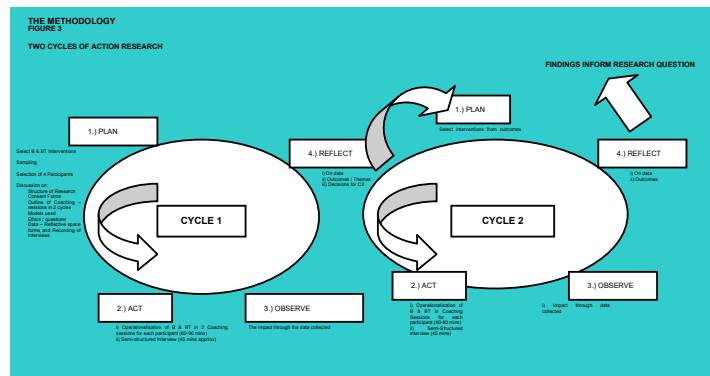 THE METHODOLOGY
FIGURE 3
TWO CYCLES OF ACTION RESEARCH
FINDINGS INFORM RESEARCH QUESTION
1.) PLAN
Select B & BT Interventions
Sampling
Selection of 4 Participants
Discussion on:
Structure of Research
Consent Forms
Outline of Coaching –
sessions in 2 cycles
Models used
Ethics / questions
Data – Reflective space
forms and Recording of
Interviews
CYCLE 1
2.) ACT
i) Operationalisation of B & BT in 2 Coaching
sessions for each participant (60-90 mins)
ii) Semi-structured Interview (45 mins approx)
3.) OBSERVE
The impact through the data collected
4.) REFLECT
i) On data
ii) Outcomes / Themes
iii) Decisions for C2
1.) PLAN
Select interventions from outcomes
CYCLE 2
2.) ACT
i) Operationalisation of
B & BT in Coaching
Sessions for each
participant (60-90 mins)
ii) Semi-Structured
interview (45 mins)
3.) OBSERVE
i) Impact through data
collected
4.) REFLECT
i) On data
ii) Outcomes